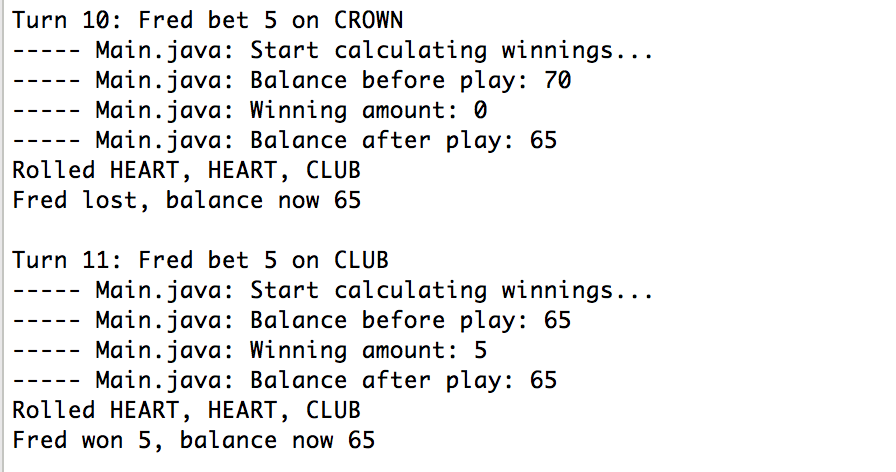 Turn 10: Fred bet 5 on CROWN
----- Main.java: Start calculating winnings...
----- Main.java: Balance before play: 70
----- Main.java: Winning amount: 0
----- Main.java: Balance after play: 65
Rolled HEART, HEART, CLUB
Fred lost, balance now 65

Turn 11: Fred bet 5 on CLUB
----- Main.java: Start calculating winnings...
----- Main.java: Balance before play: 65
----- Main.java: Winning amount: 5
----- Main.java: Balance after play: 65
Rolled HEART, HEART, CLUB
Fred won 5, balance now 65